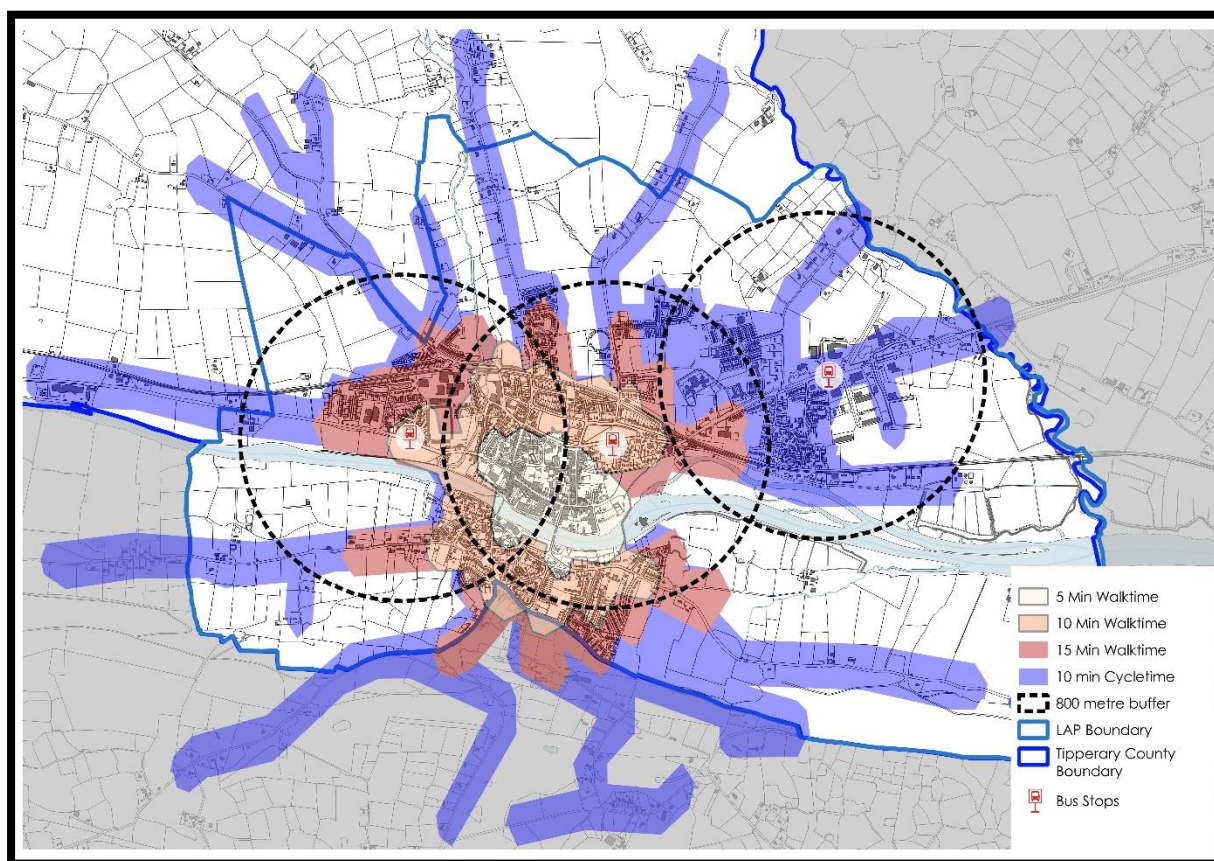 5 Min Walktime
10 Min Walktime
15 Min Walktime
10 min Cycletime
800 metre buffer
LAP Boundary
Tipperary County
Boundary
Bus Stops